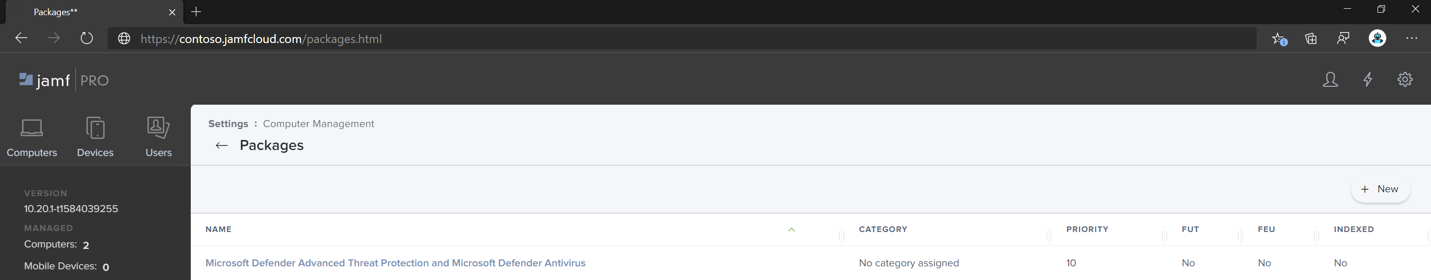 Packages**
https://contoso.jamfcloud.com/packages.html
jamf PRO
Computers Devices Users
VERSION
10.20.1-t1584039255
MANAGED
Computers: 2
Mobile Devices: 0
Settings : Computer Management
Packages
New
NAME CATEGORY PRIORITY FUT FEU INDEXED
Microsoft Defender Advanced Threat Protection and Microsoft Defender Antivirus No category assigned 10 No No No